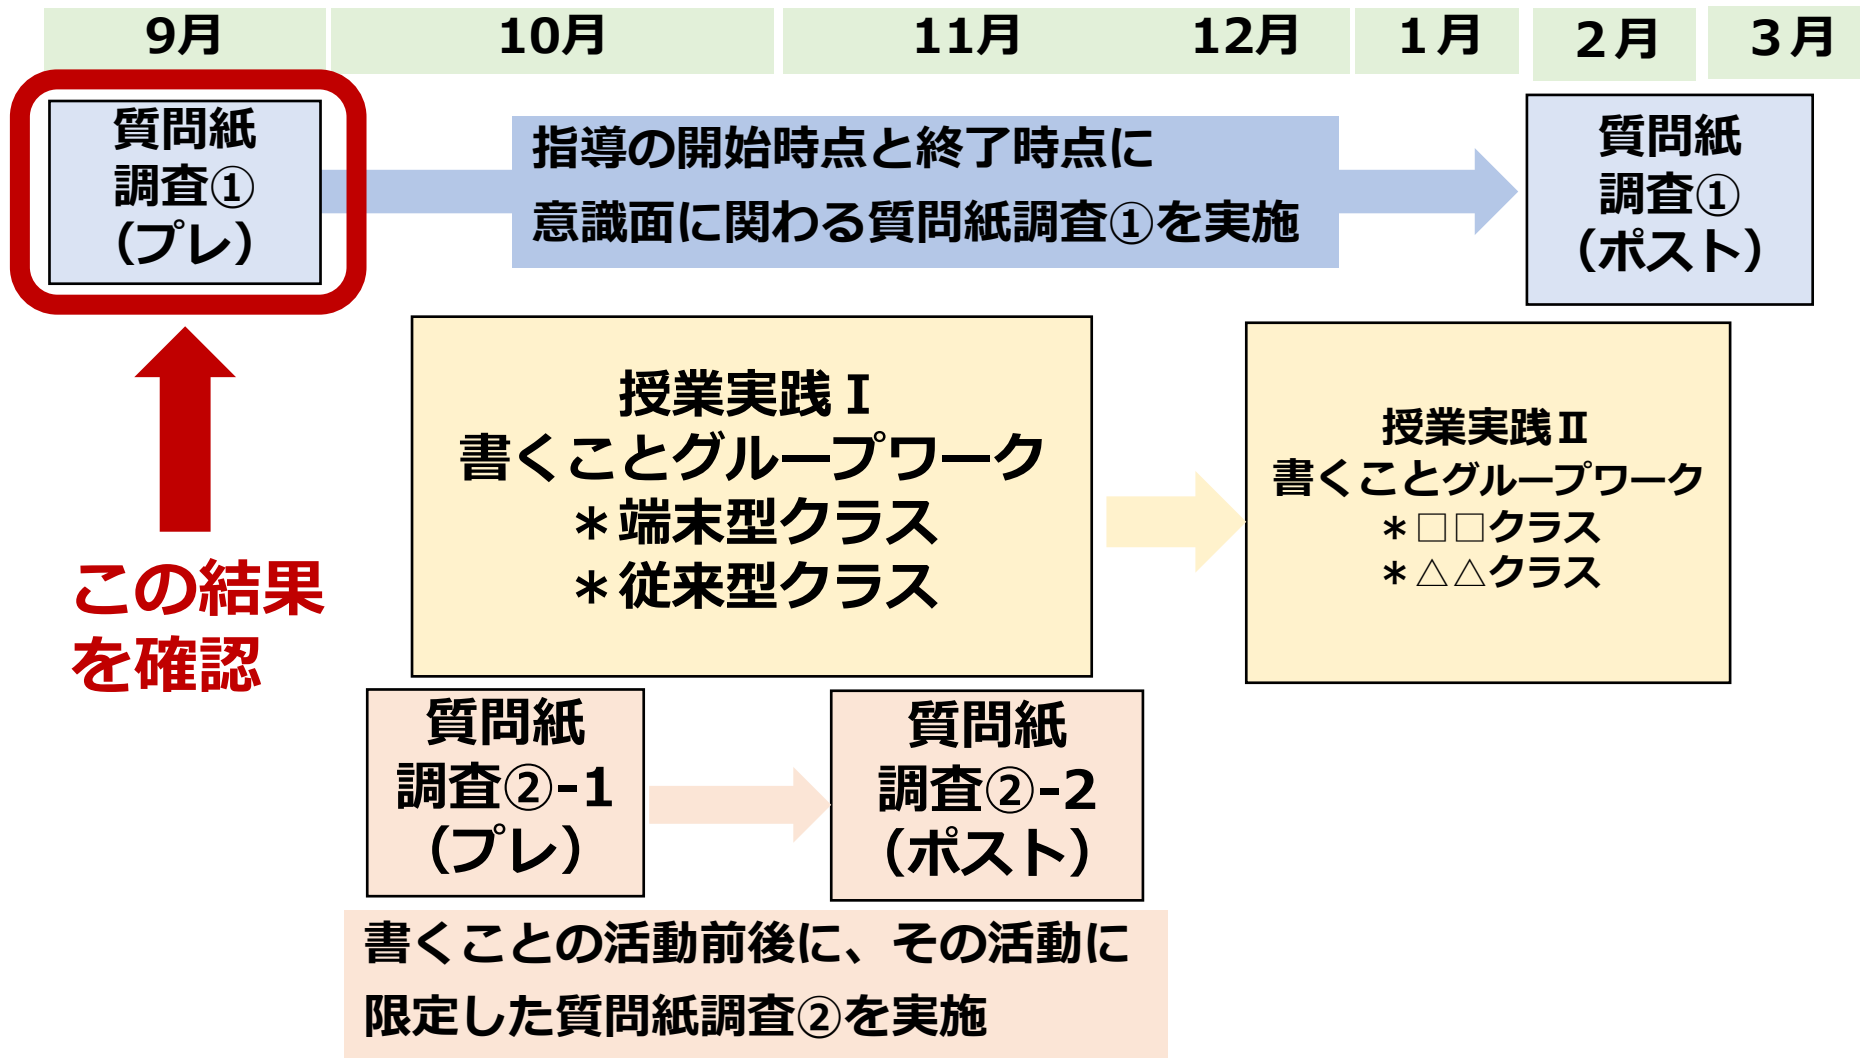 9月 10月 11月 12月 1月 2月 3月
質問紙
調査①
(プレ)
指導の開始時点と終了時点に
意識面に関わる質問紙調査①を実施
質問紙
調査①
(ポスト)
この結果
を確認
授業実践Ⅰ
書くことグループワーク
＊端末型クラス
＊従来型クラス
授業実践Ⅱ
書くことグループワーク
＊□□クラス
＊△△クラス
質問紙
調査②-1
(プレ)
質問紙
調査②-2
(ポスト)
書くことの活動前後に、その活動に
限定した質問紙調査②を実施